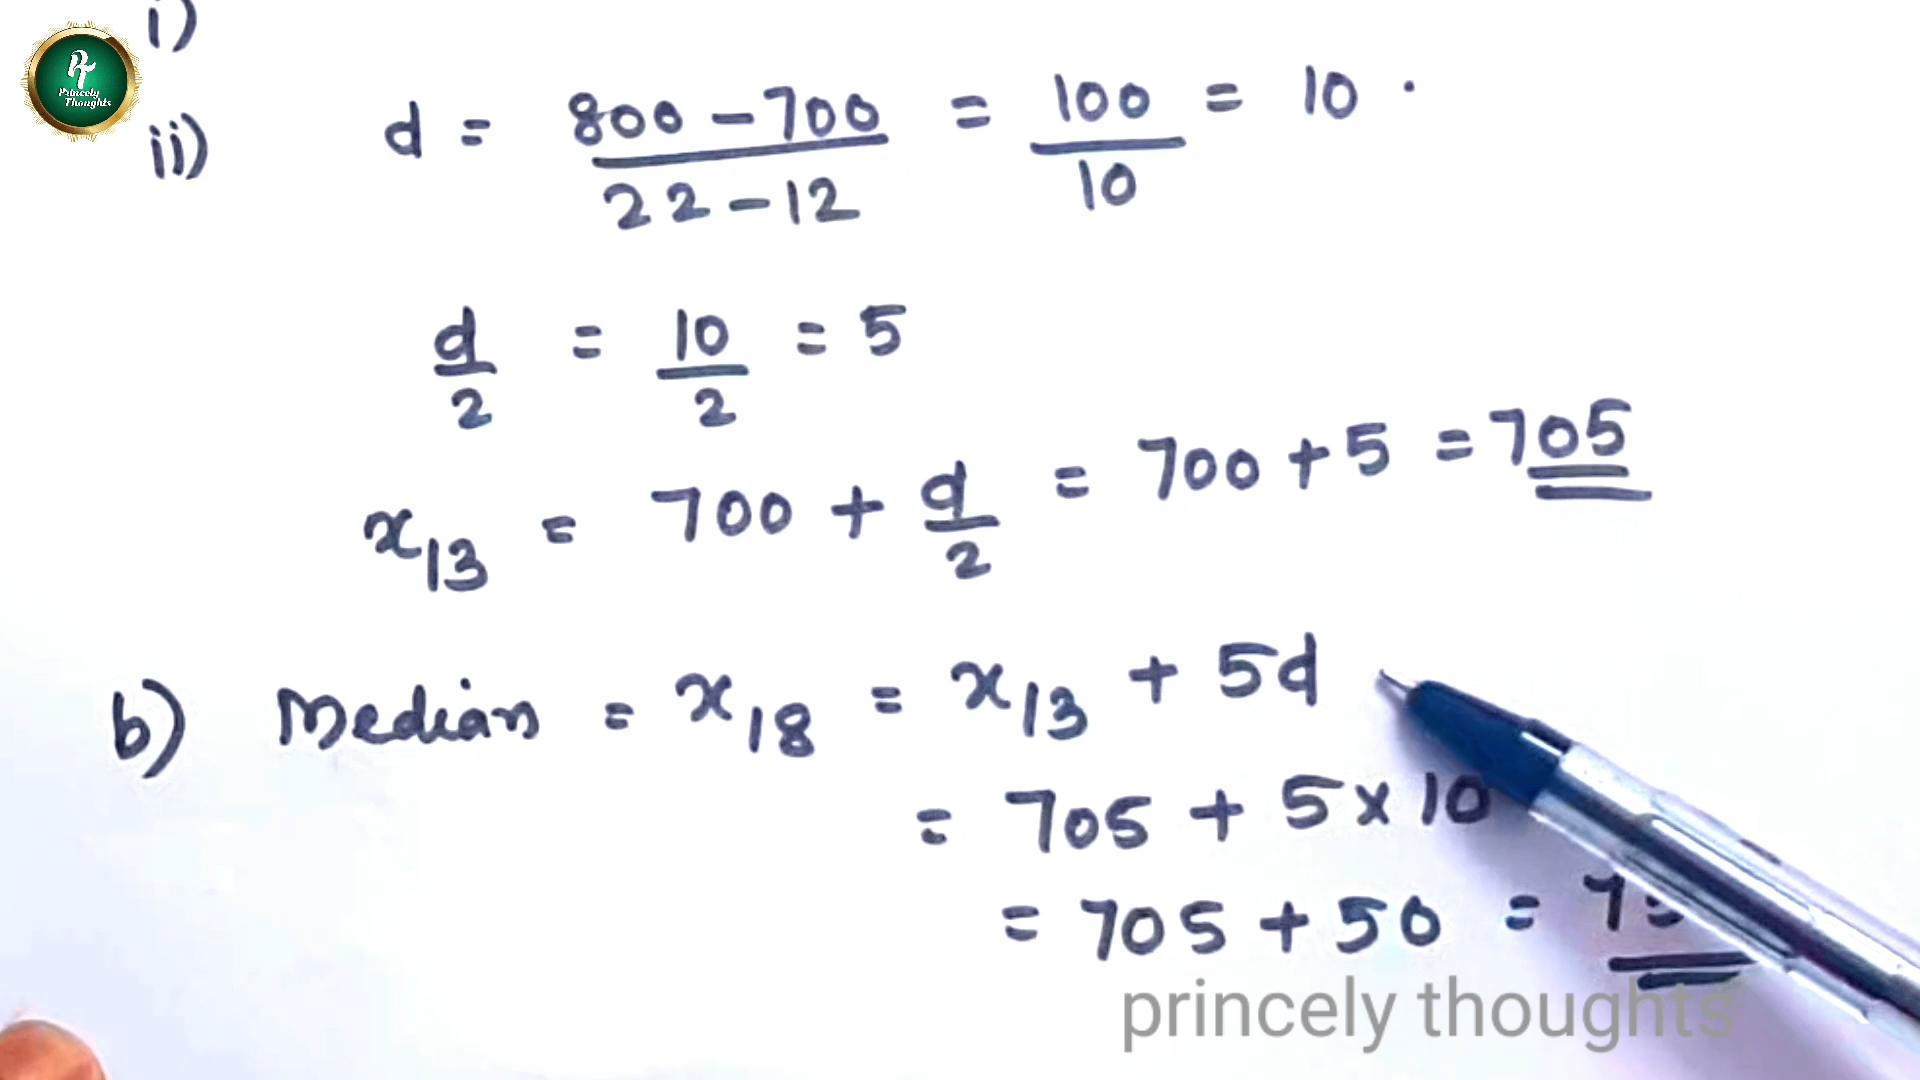 i)
PT
Princely
Thoughts
ii) d = 800 - 700 / 22 - 12 = 100 / 10 = 10 .
d / 2 = 10 / 2 = 5
x13 = 700 + d / 2 = 700 + 5 = 705
b) Median = x18 = x13 + 5d
= 705 + 5 x 10
= 705 + 50 =
princely thoughts